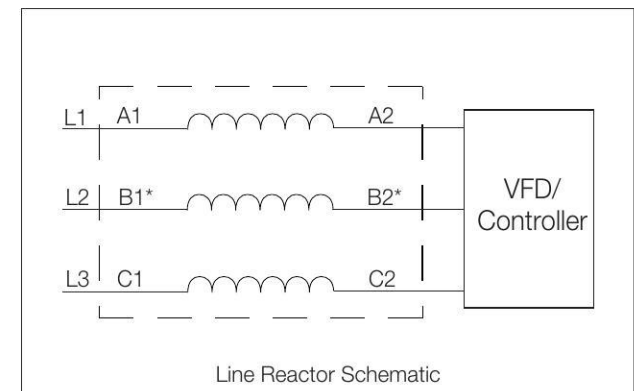 L1 A1 A2
L2 B1* B2*
VFD/
Controller
L3 C1 C2
Line Reactor Schematic